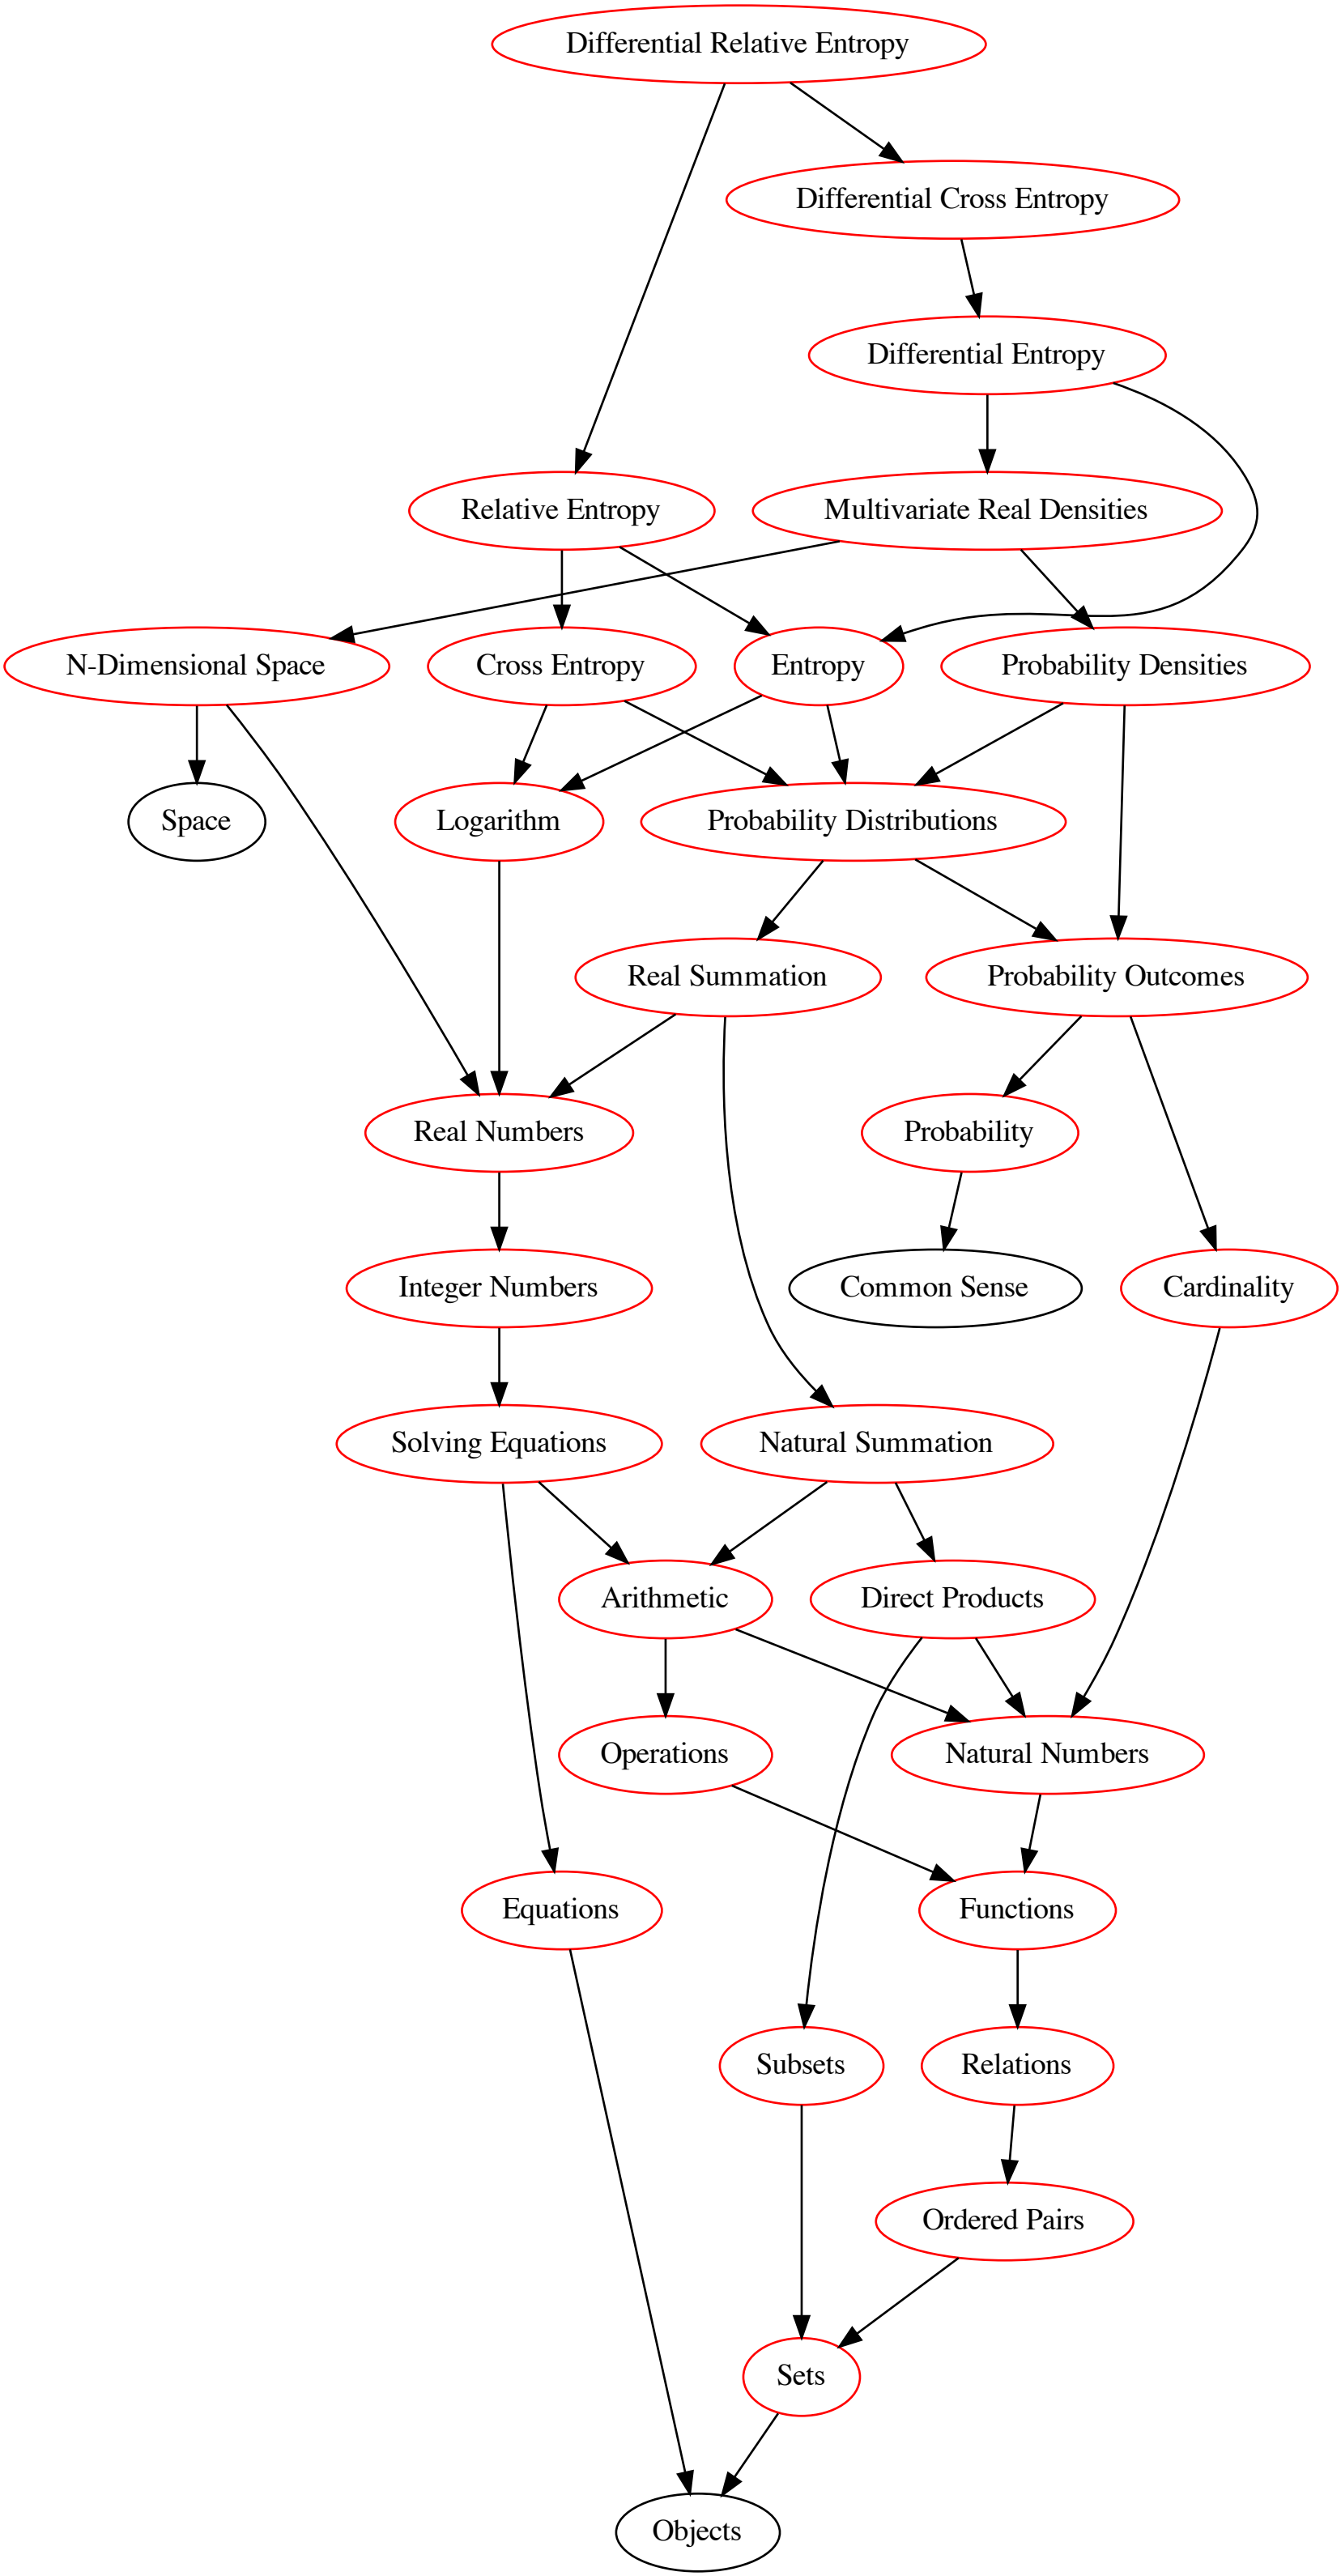 Differential Relative Entropy
Differential Cross Entropy
Differential Entropy
Relative Entropy
Multivariate Real Densities
N-Dimensional Space
Cross Entropy
Entropy
Probability Densities
Space
Logarithm
Probability Distributions
Real Summation
Probability Outcomes
Real Numbers
Probability
Integer Numbers
Common Sense
Cardinality
Solving Equations
Natural Summation
Arithmetic
Direct Products
Operations
Natural Numbers
Equations
Functions
Subsets
Relations
Ordered Pairs
Sets
Objects